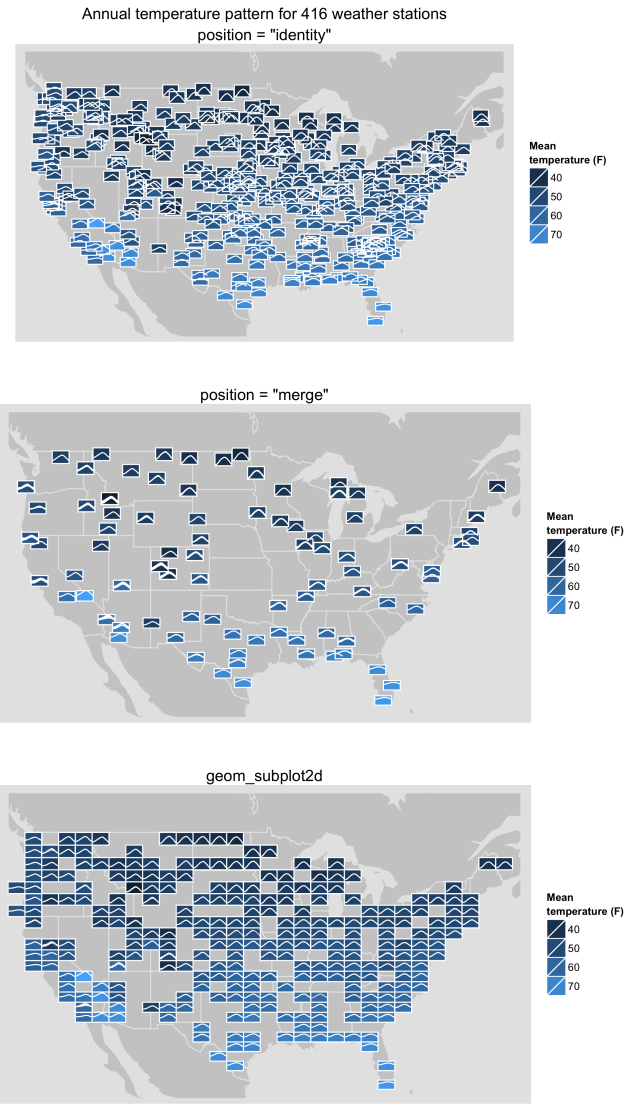 Annual temperature pattern for 416 weather stations
position = "identity"
Mean
temperature (F)
40
50
60
70
position = "merge"
Mean
temperature (F)
40
50
60
70
geom_subplot2d
Mean
temperature (F)
40
50
60
70